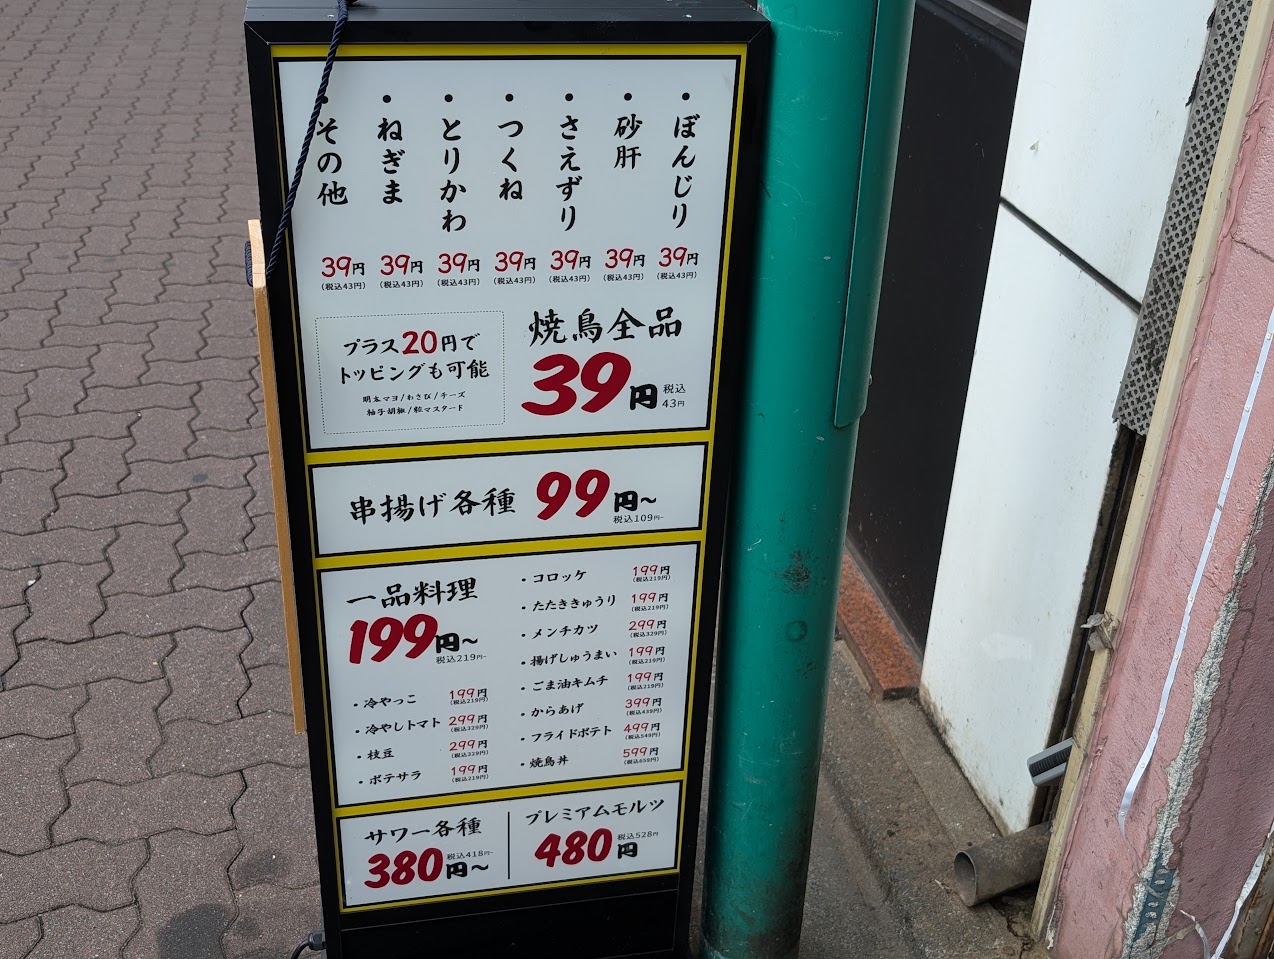 ・ぼんじり
39円
(税込43円)
・砂肝
39円
(税込43円)
・さえずり
39円
(税込43円)
・つくね
39円
(税込43円)
・とりかわ
39円
(税込43円)
・ねぎま
39円
(税込43円)
・その他
39円
(税込43円)
焼鳥全品
39円
税込
43円
プラス20円で
トッピングも可能
明太マヨ/わさび/チーズ
柚子胡椒/粒マスタード
串揚げ各種 99円~
税込109円~
一品料理
199円~
税込219円~
・冷やっこ 199円
(税込219円)
・冷やしトマト 299円
(税込329円)
・枝豆 299円
(税込329円)
・ポテサラ 199円
(税込219円)
・コロッケ 199円
(税込219円)
・たたききゅうり 199円
(税込219円)
・メンチカツ 299円
(税込329円)
・揚げしゅうまい 199円
(税込219円)
・ごま油キムチ 199円
(税込219円)
・からあげ 399円
(税込439円)
・フライドポテト 499円
(税込549円)
・焼鳥丼 599円
(税込659円)
サワー各種
380円~
税込418円~
プレミアムモルツ
480円
税込528円